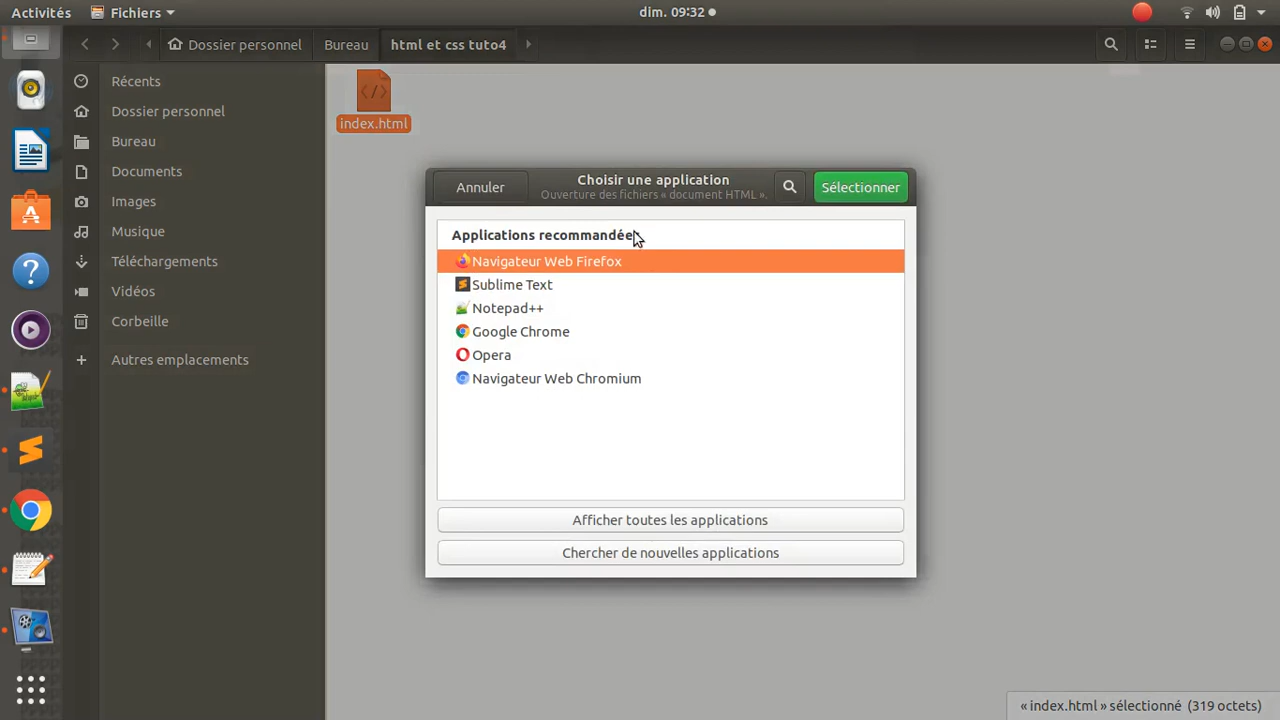 Activités
Fichiers
dim. 09:32
Dossier personnel
Bureau
html et css tuto4
Récents
Dossier personnel
Bureau
Documents
Images
Musique
Téléchargements
Vidéos
Corbeille
Autres emplacements
index.html
Annuler
Choisir une application
Ouverture des fichiers « document HTML ».
Sélectionner
Applications recommandées
Navigateur Web Firefox
Sublime Text
Notepad++
Google Chrome
Opera
Navigateur Web Chromium
Afficher toutes les applications
Chercher de nouvelles applications
« index.html » sélectionné (319 octets)